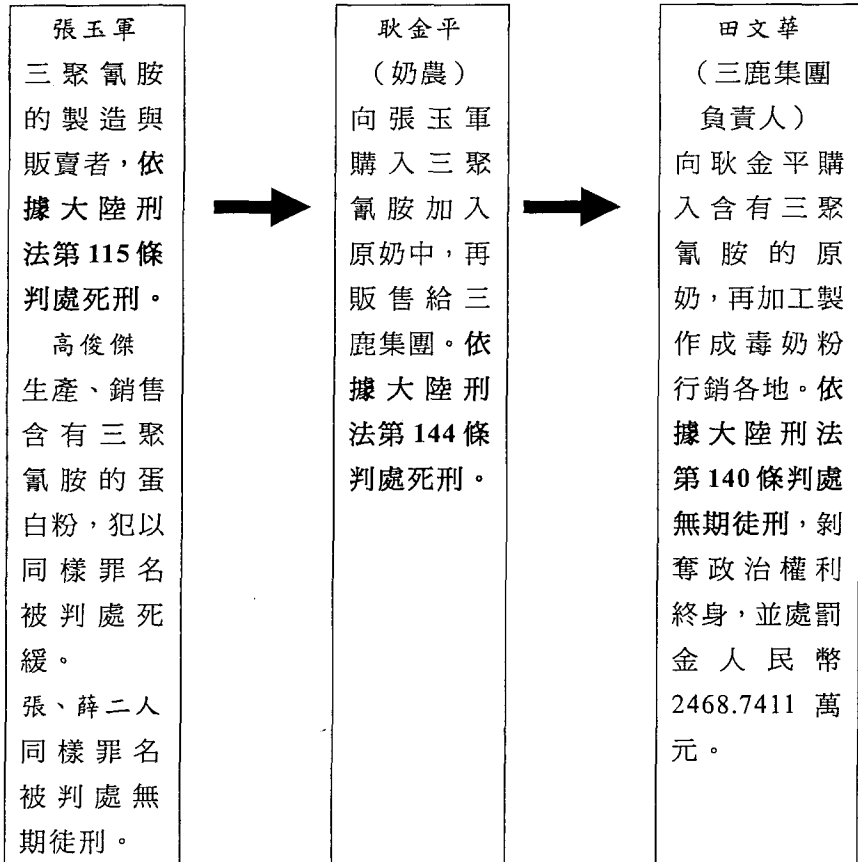 張玉軍
三聚氰胺
的製造與
販賣者，依
據大陸刑
法第115條
判處死刑。
高俊傑
生產、銷售
含有三聚
氰胺的蛋
白粉，犯以
同樣罪名
被判處死
緩。
張、薛二人
同樣罪名
被判處無
期徒刑。
耿金平
（奶農）
向張玉軍
購入三聚
氰胺加入
原奶中，再
販售給三
鹿集團。依
據大陸刑
法第144條
判處死刑。
田文華
（三鹿集團
負責人）
向耿金平購
入含有三聚
氰胺的原
奶，再加工製
作成毒奶粉
行銷各地。依
據大陸刑法
第140條判處
無期徒刑，剝
奪政治權利
終身，並處罰
金人民幣
2468.7411萬
元。